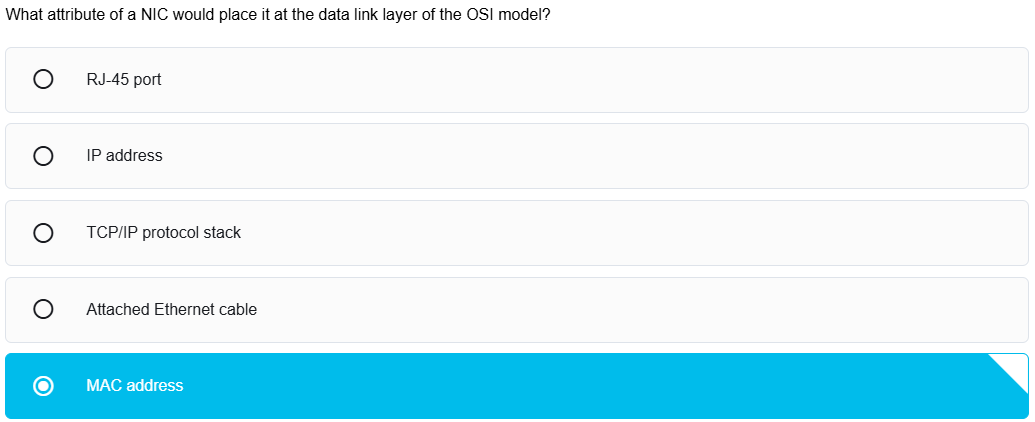 What attribute of a NIC would place it at the data link layer of the OSI model?
RJ-45 port
IP address
TCP/IP protocol stack
Attached Ethernet cable
MAC address